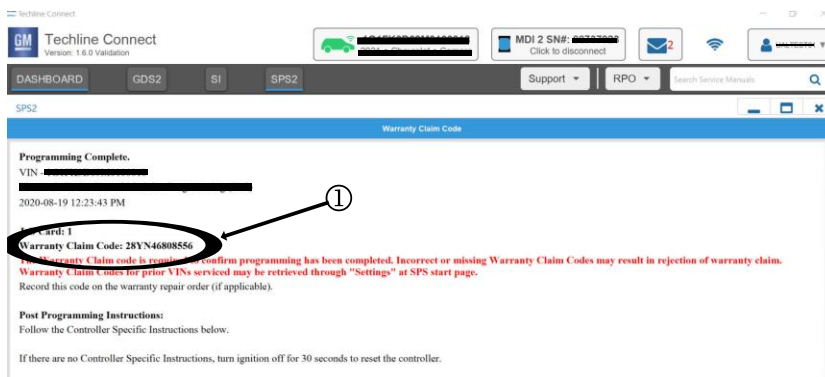 Techline Connect
GM
Techline Connect
Version: 1.6.0 Validation
MDI 2 SN#:
Click to disconnect
2
DASHBOARD
GDS2
SI
SPS2
Support
RPO
Search Service Manuals
SPS2
Warranty Claim Code
Programming Complete.
VIN -
2020-08-19 12:23:43 PM
①
Card: 1
Warranty Claim Code: 28YN46808556
Warranty Claim code is required to confirm programming has been completed. Incorrect or missing Warranty Claim Codes may result in rejection of warranty claim.
Warranty Claim Codes for prior VINs serviced may be retrieved through "Settings" at SPS start page.
Record this code on the warranty repair order (if applicable).
Post Programming Instructions:
Follow the Controller Specific Instructions below.
If there are no Controller Specific Instructions, turn ignition off for 30 seconds to reset the controller.